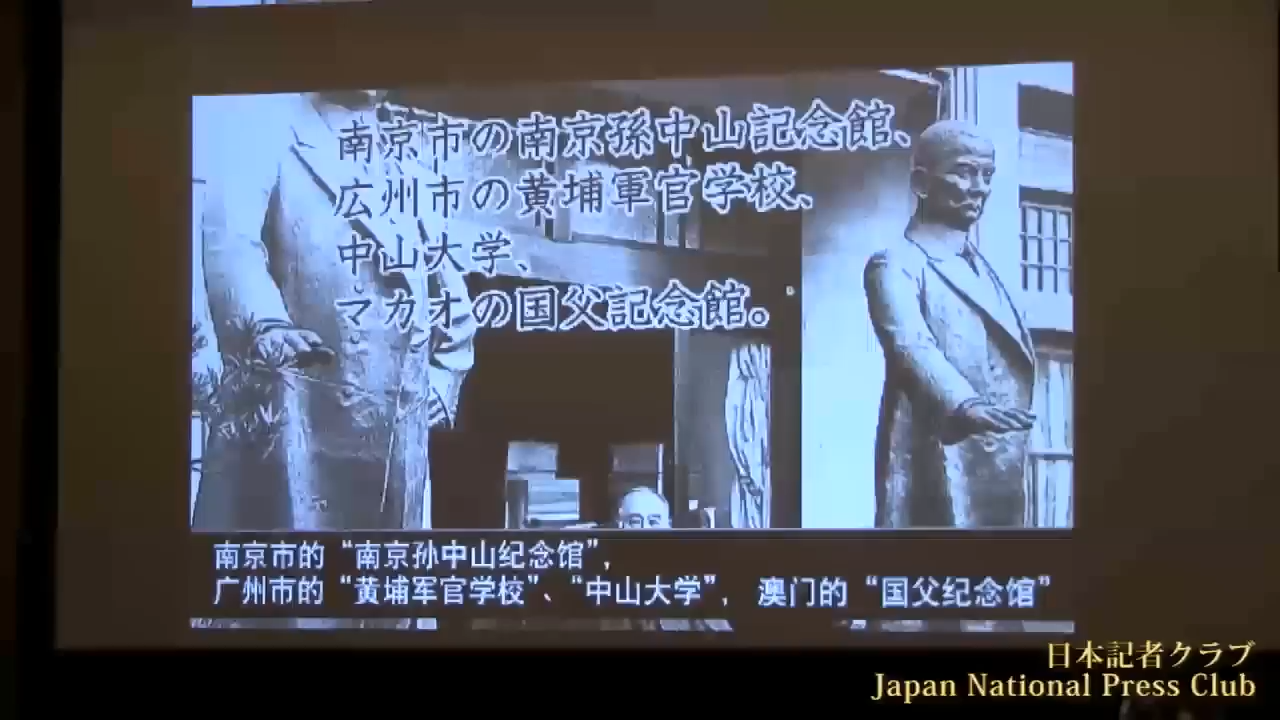 南京市の南京孫中山記念館、
広州市の黄埔軍官学校、
中山大学、
マカオの国父記念館。
南京市的“南京孙中山纪念馆”，
广州市的“黄埔军官学校”、“中山大学”， 澳门的“国父纪念馆”
日本記者クラブ
Japan National Press Club